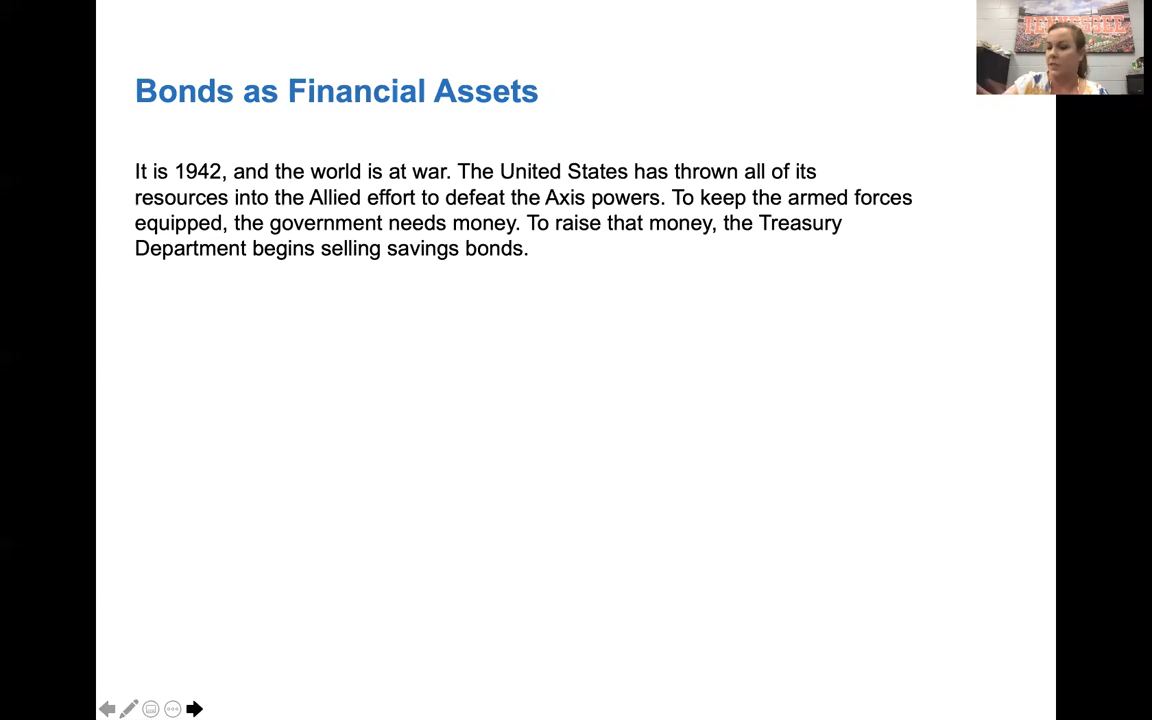 TENNESSEE
Bonds as Financial Assets
It is 1942, and the world is at war. The United States has thrown all of its
resources into the Allied effort to defeat the Axis powers. To keep the armed forces
equipped, the government needs money. To raise that money, the Treasury
Department begins selling savings bonds.